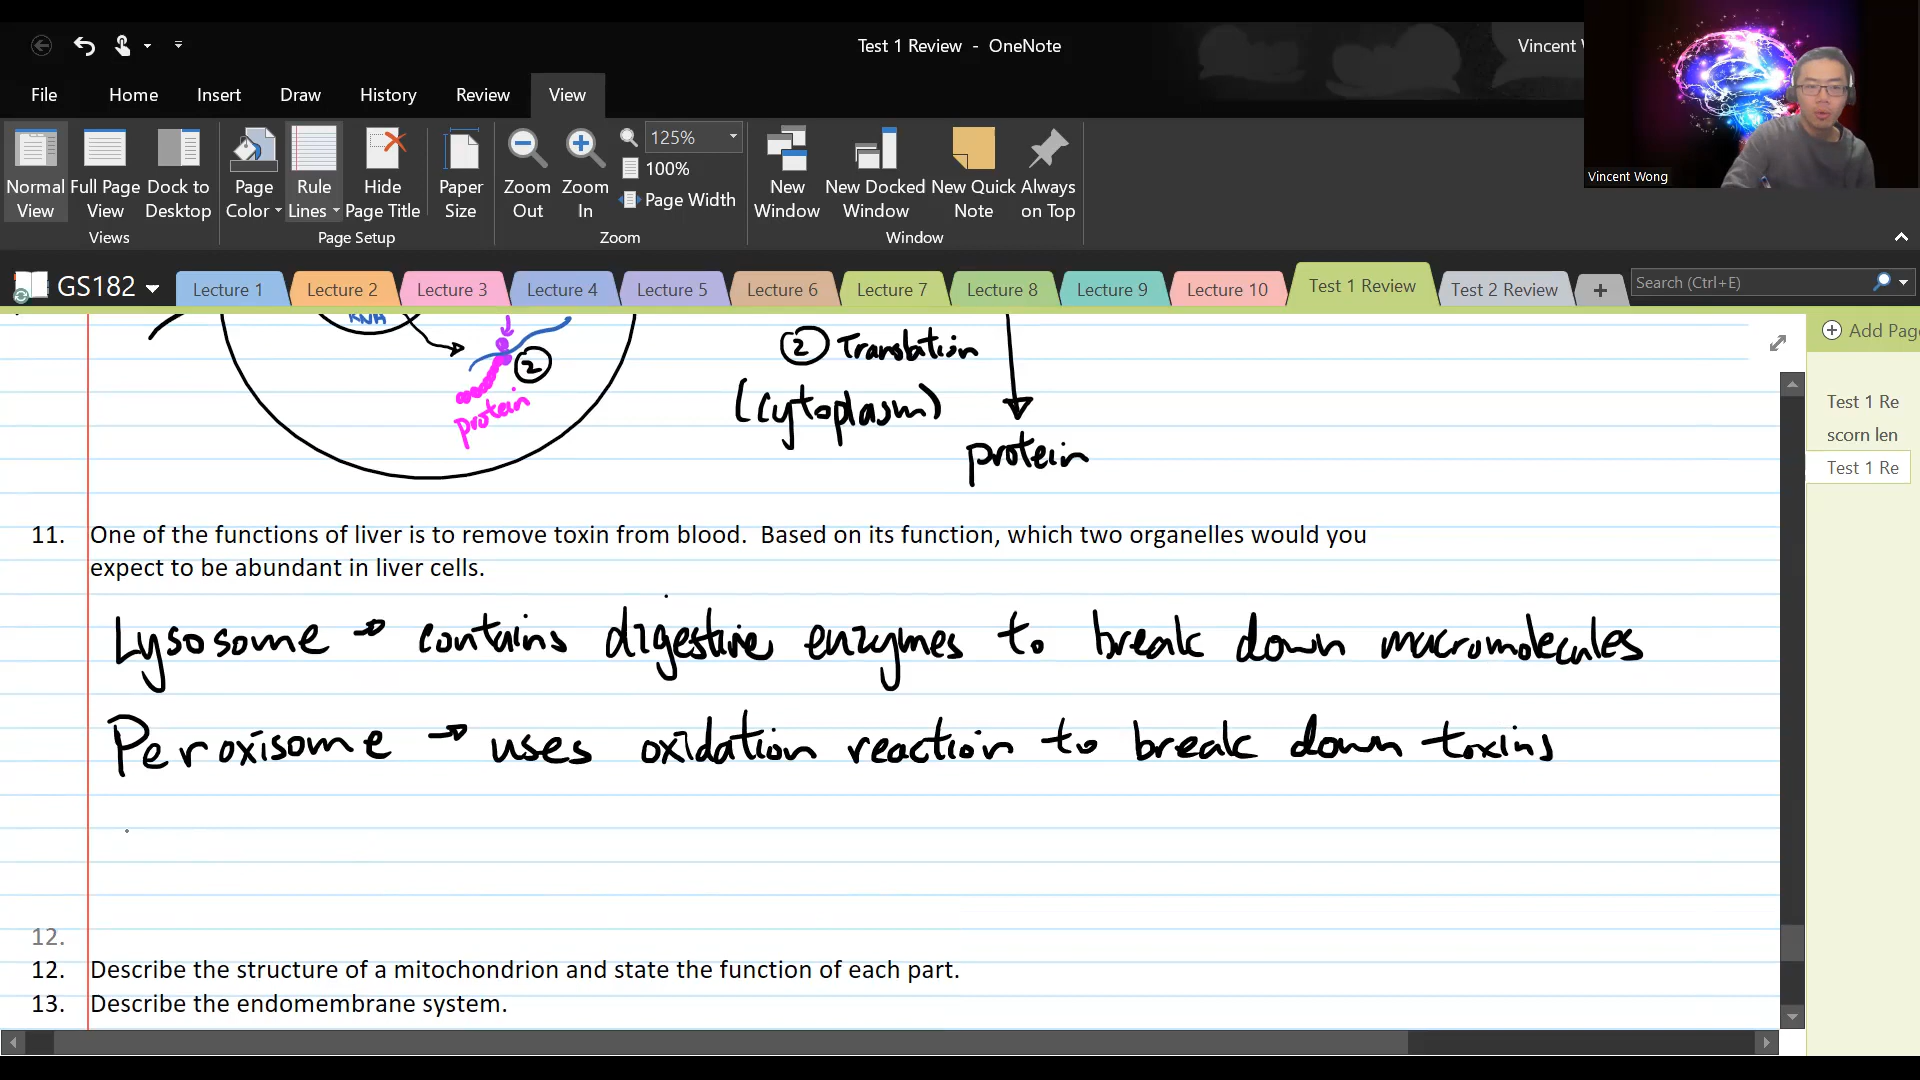 Test 1 Review - OneNote
Vincent W
Vincent Wong
File Home Insert Draw History Review View
Normal View
Full Page View
Dock to Desktop
Views
Page Color
Rule Lines
Hide Page Title
Paper Size
Page Setup
Zoom Out
Zoom In
125%
100%
Page Width
Zoom
New Window
New Docked Window
New Quick Note
Always on Top
Window
GS182
Lecture 1 Lecture 2 Lecture 3 Lecture 4 Lecture 5 Lecture 6 Lecture 7 Lecture 8 Lecture 9 Lecture 10 Test 1 Review Test 2 Review
Search (Ctrl+E)
Add Page
Test 1 Re
scorn len
Test 1 Re
RNA
2
protein
2 Translation
(cytoplasm)
protein
11. One of the functions of liver is to remove toxin from blood. Based on its function, which two organelles would you
expect to be abundant in liver cells.
Lysosome → contains digestive enzymes to break down macromolecules
Peroxisome → uses oxidation reaction to break down toxins
12.
12. Describe the structure of a mitochondrion and state the function of each part.
13. Describe the endomembrane system.